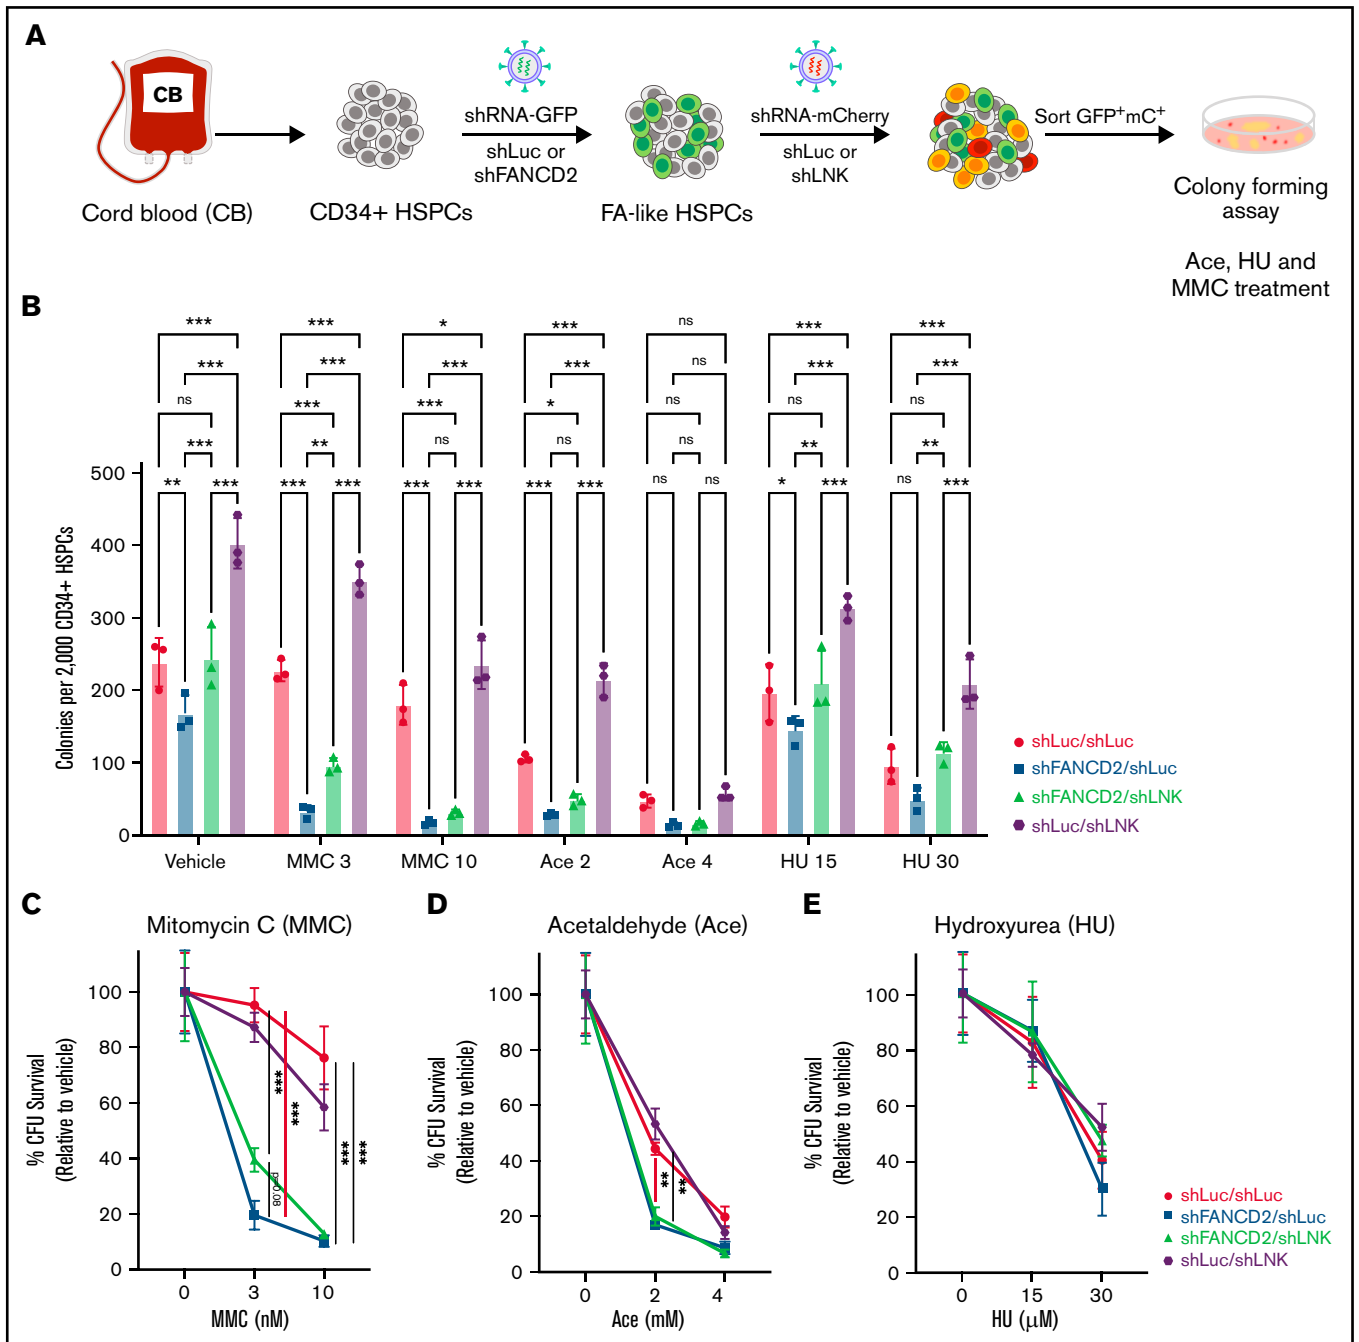 A
CB
Cord blood (CB)
CD34+ HSPCs
shRNA-GFP
shLuc or
shFANCD2
FA-like HSPCs
shRNA-mCherry
shLuc or
shLNK
Sort GFP+mC+
Colony forming
assay
Ace, HU and
MMC treatment
B
*** *** * *** ns *** ***
*** *** *** *** ns *** ***
ns *** *** * ns ns ns
*** ** ns ns ns ** **
** *** *** *** *** *** *** *** ns ns * *** ns ***
Colonies per 2,000 CD34+ HSPCs
500
400
300
200
100
0
Vehicle MMC 3 MMC 10 Ace 2 Ace 4 HU 15 HU 30
shLuc/shLuc
shFANCD2/shLuc
shFANCD2/shLNK
shLuc/shLNK
C
Mitomycin C (MMC)
% CFU Survival
(Relative to vehicle)
100
80
60
40
20
0
0 3 10
MMC (nM)
***
***
p=0.08
***
***
D
Acetaldehyde (Ace)
% CFU Survival
(Relative to vehicle)
100
80
60
40
20
0
0 2 4
Ace (mM)
**
**
E
Hydroxyurea (HU)
% CFU Survival
(Relative to vehicle)
100
80
60
40
20
0
0 15 30
HU (μM)
shLuc/shLuc
shFANCD2/shLuc
shFANCD2/shLNK
shLuc/shLNK